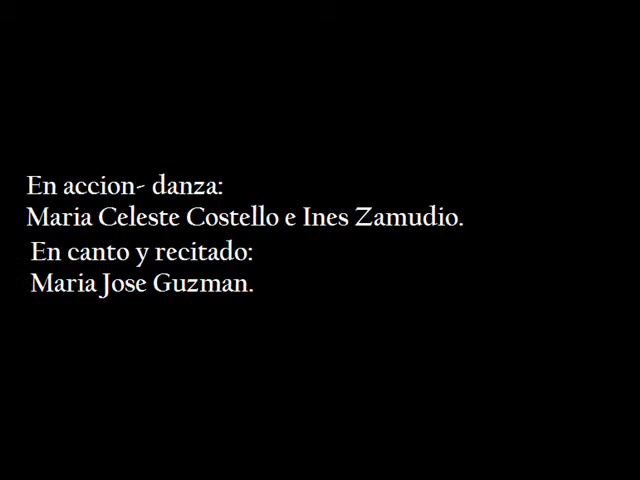 En accion- danza:
Maria Celeste Costello e Ines Zamudio.
En canto y recitado:
Maria Jose Guzman.